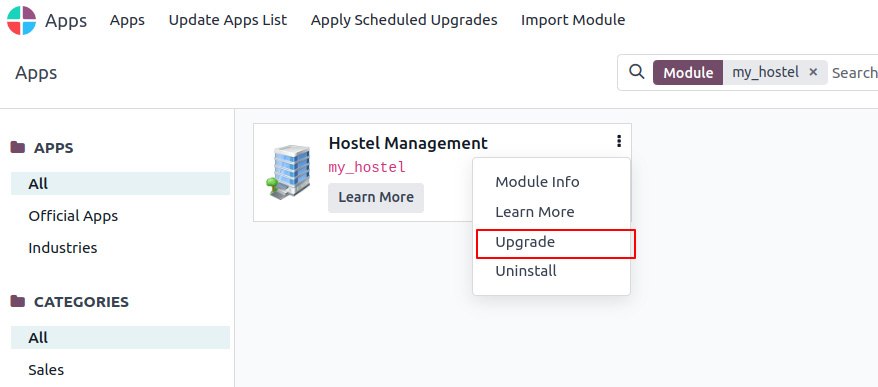 Apps Apps Update Apps List Apply Scheduled Upgrades Import Module
Apps
Module my_hostel × Search
APPS
All
Official Apps
Industries
CATEGORIES
All
Sales
Hostel Management
my_hostel
Learn More
Module Info
Learn More
Upgrade
Uninstall